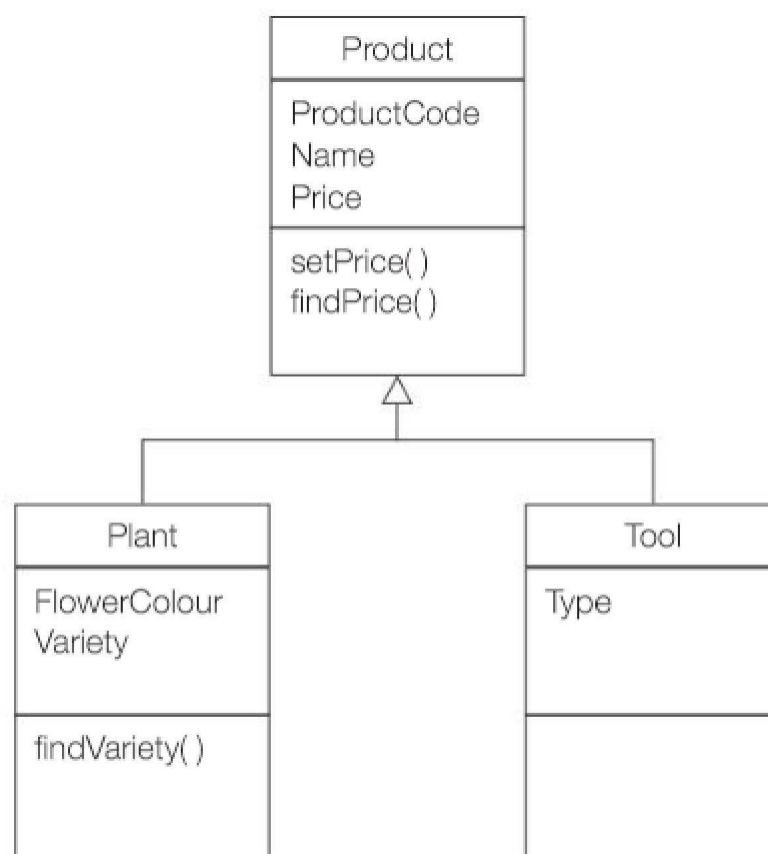 Product
ProductCode
Name
Price
setPrice( )
findPrice( )
Plant
FlowerColour
Variety
findVariety( )
Tool
Type